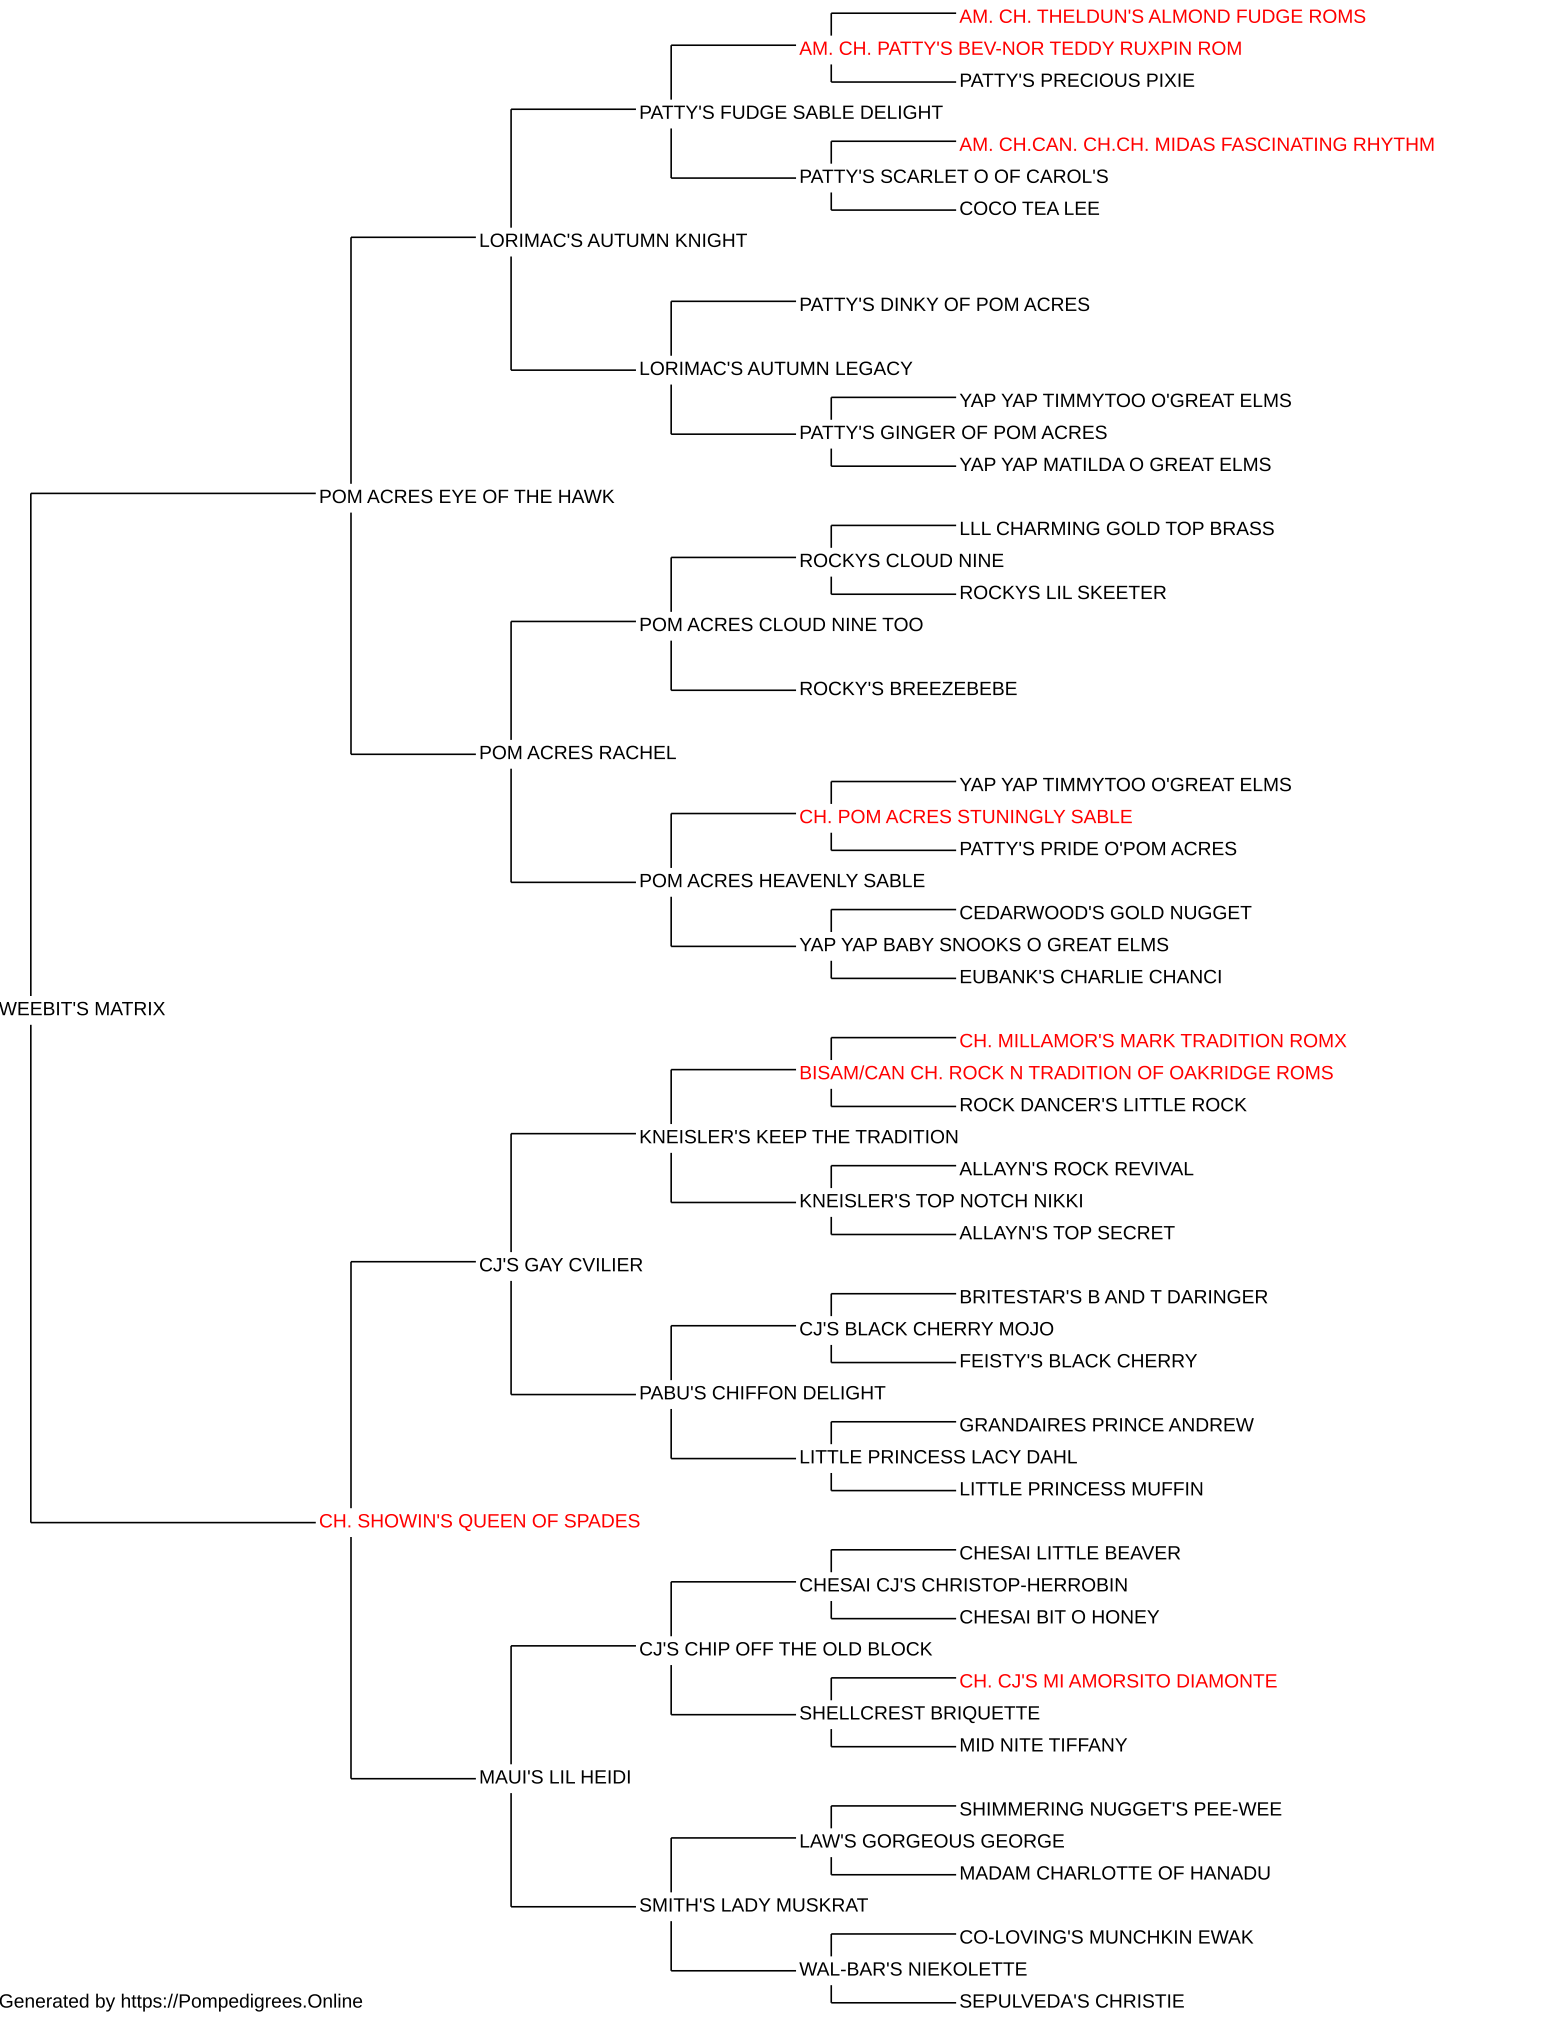 AM. CH. THELDUN'S ALMOND FUDGE ROMS
AM. CH. PATTY'S BEV-NOR TEDDY RUXPIN ROM
PATTY'S PRECIOUS PIXIE
PATTY'S FUDGE SABLE DELIGHT
AM. CH.CAN. CH.CH. MIDAS FASCINATING RHYTHM
PATTY'S SCARLET O OF CAROL'S
COCO TEA LEE
LORIMAC'S AUTUMN KNIGHT
PATTY'S DINKY OF POM ACRES
LORIMAC'S AUTUMN LEGACY
YAP YAP TIMMYTOO O'GREAT ELMS
PATTY'S GINGER OF POM ACRES
YAP YAP MATILDA O GREAT ELMS
POM ACRES EYE OF THE HAWK
LLL CHARMING GOLD TOP BRASS
ROCKYS CLOUD NINE
ROCKYS LIL SKEETER
POM ACRES CLOUD NINE TOO
ROCKY'S BREEZEBEBE
POM ACRES RACHEL
YAP YAP TIMMYTOO O'GREAT ELMS
CH. POM ACRES STUNINGLY SABLE
PATTY'S PRIDE O'POM ACRES
POM ACRES HEAVENLY SABLE
CEDARWOOD'S GOLD NUGGET
YAP YAP BABY SNOOKS O GREAT ELMS
EUBANK'S CHARLIE CHANCI
WEEBIT'S MATRIX
CH. MILLAMOR'S MARK TRADITION ROMX
BISAM/CAN CH. ROCK N TRADITION OF OAKRIDGE ROMS
ROCK DANCER'S LITTLE ROCK
KNEISLER'S KEEP THE TRADITION
ALLAYN'S ROCK REVIVAL
KNEISLER'S TOP NOTCH NIKKI
ALLAYN'S TOP SECRET
CJ'S GAY CVILIER
BRITESTAR'S B AND T DARINGER
CJ'S BLACK CHERRY MOJO
FEISTY'S BLACK CHERRY
PABU'S CHIFFON DELIGHT
GRANDAIRES PRINCE ANDREW
LITTLE PRINCESS LACY DAHL
LITTLE PRINCESS MUFFIN
CH. SHOWIN'S QUEEN OF SPADES
CHESAI LITTLE BEAVER
CHESAI CJ'S CHRISTOP-HERROBIN
CHESAI BIT O HONEY
CJ'S CHIP OFF THE OLD BLOCK
CH. CJ'S MI AMORSITO DIAMONTE
SHELLCREST BRIQUETTE
MID NITE TIFFANY
MAUI'S LIL HEIDI
SHIMMERING NUGGET'S PEE-WEE
LAW'S GORGEOUS GEORGE
MADAM CHARLOTTE OF HANADU
SMITH'S LADY MUSKRAT
CO-LOVING'S MUNCHKIN EWAK
WAL-BAR'S NIEKOLETTE
SEPULVEDA'S CHRISTIE
Generated by https://Pompedigrees.Online